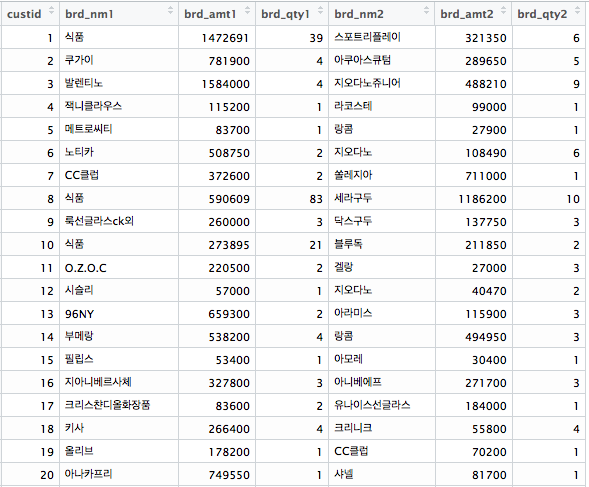 custid brd_nm1 brd_amt1 brd_qty1 brd_nm2 brd_amt2 brd_qty2
1 식품 1472691 39 스포트리플레이 321350 6
2 쿠가이 781900 4 아쿠아스큐텀 289650 5
3 발렌티노 1584000 4 지오다노쥬니어 488210 9
4 잭니클라우스 115200 1 라코스테 99000 1
5 메트로씨티 83700 1 랑콤 27900 1
6 노티카 508750 2 지오다노 108490 6
7 CC클럽 372600 2 쏠레지아 711000 1
8 식품 590609 83 세라구두 1186200 10
9 룩선글라스ck외 260000 3 닥스구두 137750 3
10 식품 273895 21 블루독 211850 2
11 O.Z.O.C 220500 2 겔랑 27000 3
12 시슬리 57000 1 지오다노 40470 2
13 96NY 659300 2 아라미스 115900 3
14 부메랑 538200 4 랑콤 494950 3
15 필립스 53400 1 아모레 30400 1
16 지아니베르사체 327800 3 아니베에프 271700 3
17 크리스챤디올화장품 83600 2 유나이스선글라스 184000 1
18 키사 266400 4 크리니크 55800 4
19 올리브 178200 1 CC클럽 70200 1
20 아나카프리 749550 1 샤넬 81700 1